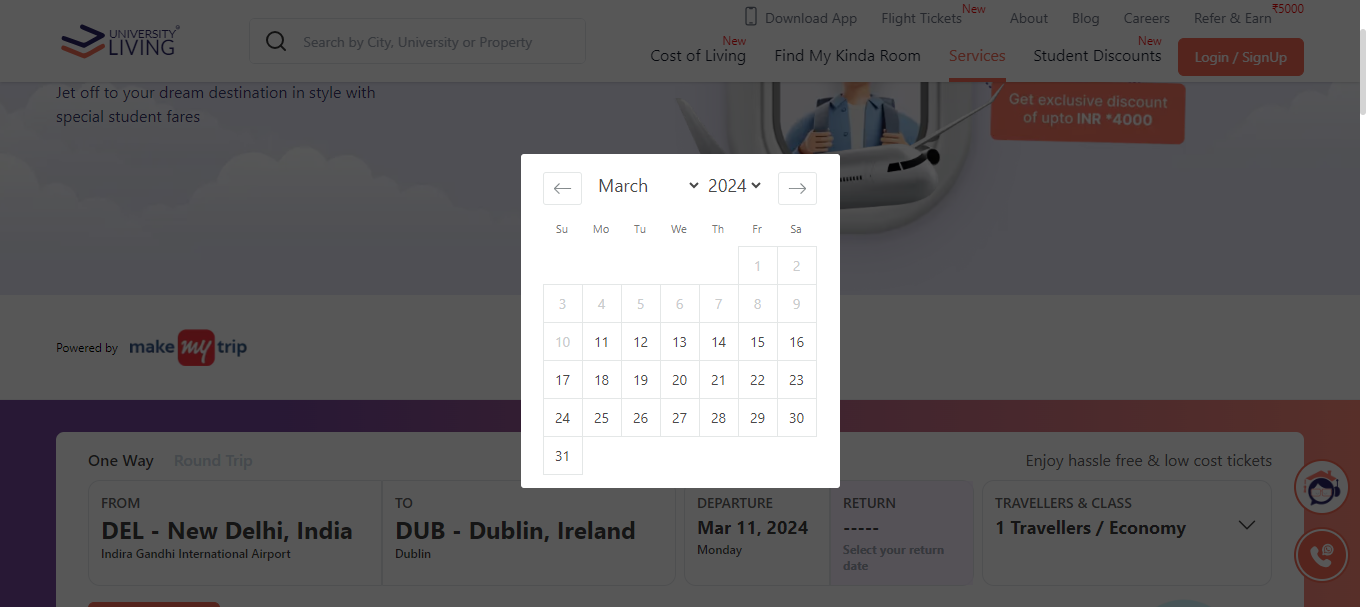 Download App Flight Tickets New About Blog Careers Refer & Earn ₹5000
UNIVERSITY
LIVING
Search by City, University or Property
Cost of Living New Find My Kinda Room Services Student Discounts New Login / SignUp
Jet off to your dream destination in style with
special student fares
Get exclusive discount
of upto INR *4000
March 2024
Su Mo Tu We Th Fr Sa
1 2
3 4 5 6 7 8 9
10 11 12 13 14 15 16
17 18 19 20 21 22 23
24 25 26 27 28 29 30
31
Powered by make my trip
One Way Round Trip Enjoy hassle free & low cost tickets
FROM TO DEPARTURE RETURN TRAVELLERS & CLASS
DEL - New Delhi, India DUB - Dublin, Ireland Mar 11, 2024 ----- 1 Travellers / Economy
Indira Gandhi International Airport Dublin Monday Select your return
date